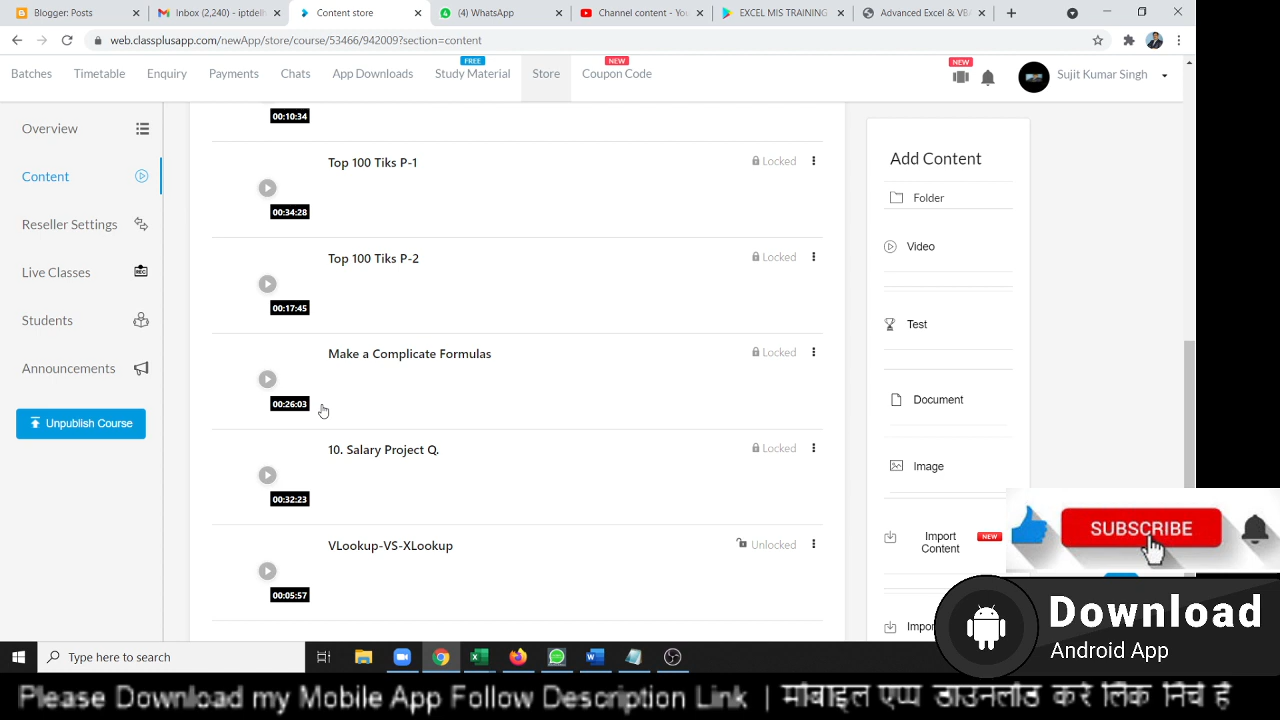 Blogger: Posts
Inbox (2,240) - iptdelh
Content store
(4) WhatsApp
Channel content - You
EXCEL MIS TRAINING
Advanced Excel & VBA
web.classplusapp.com/newApp/store/course/53466/942009?section=content
FREE
NEW
NEW
Batches
Timetable
Enquiry
Payments
Chats
App Downloads
Study Material
Store
Coupon Code
Sujit Kumar Singh
Overview
Content
Reseller Settings
Live Classes
REC
Students
Announcements
Unpublish Course
00:10:34
Top 100 Tiks P-1
Locked
00:34:28
Top 100 Tiks P-2
Locked
00:17:45
Make a Complicate Formulas
Locked
00:26:03
10. Salary Project Q.
Locked
00:32:23
VLookup-VS-XLookup
Unlocked
00:05:57
Add Content
Folder
Video
Test
Document
Image
Import
Content
NEW
Impor
SUBSCRIBE
Download
Android App
Type here to search
Please Download my Mobile App Follow Description Link | मोबाइल एप्प डाउनलोड करे लिंक निचे है